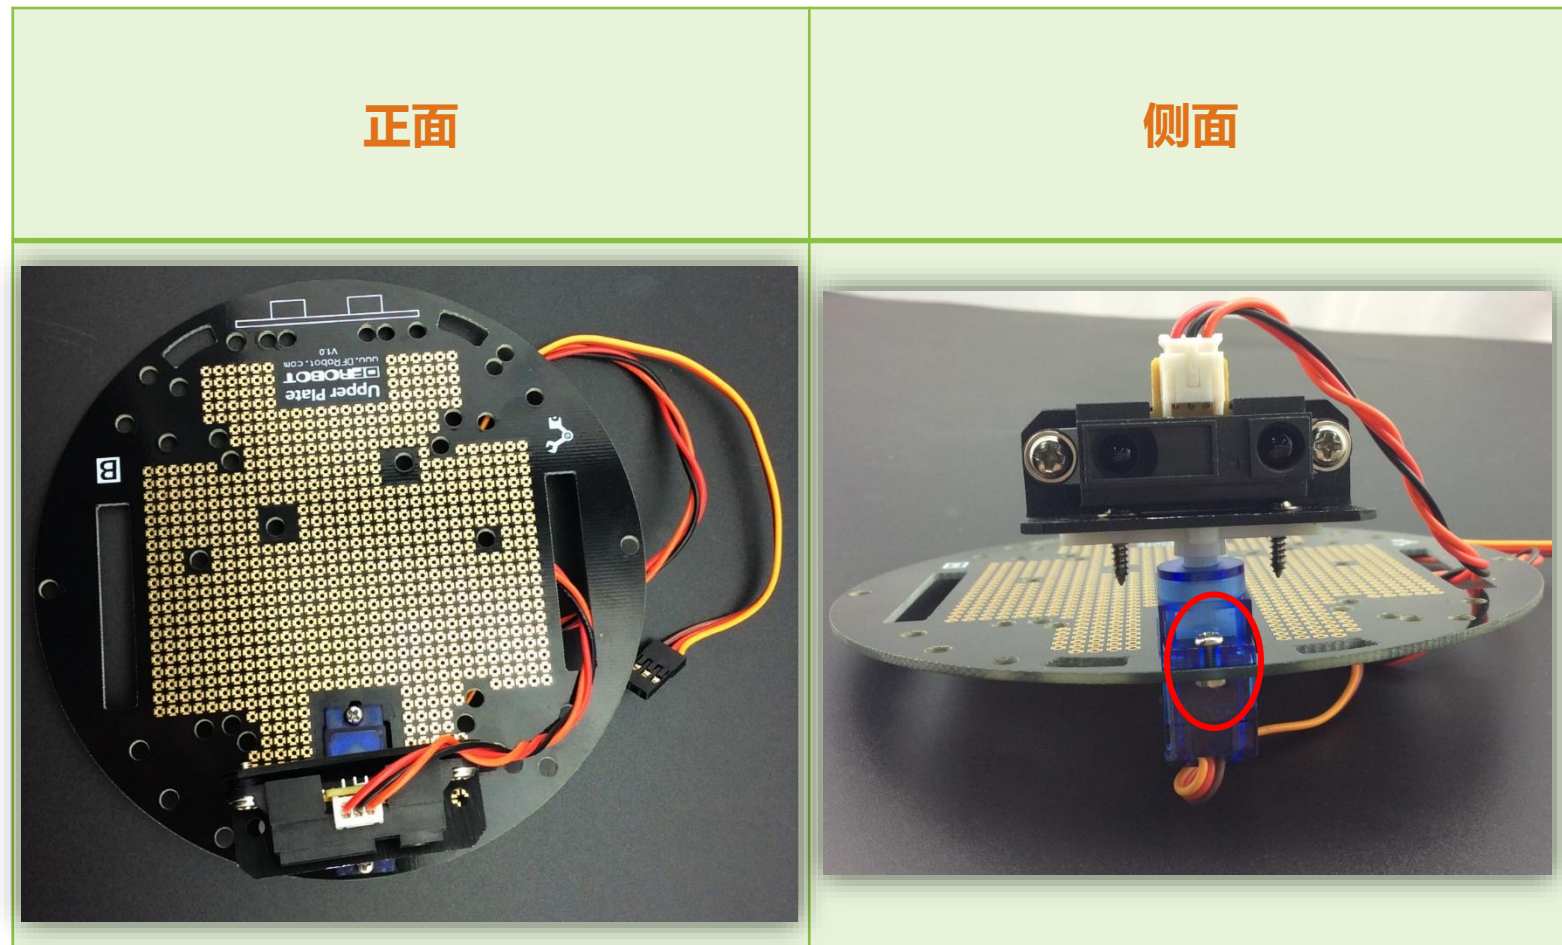 正面
侧面
Upper Plate
DFROBOT
www.DFRobot.com
V1.0
B
B